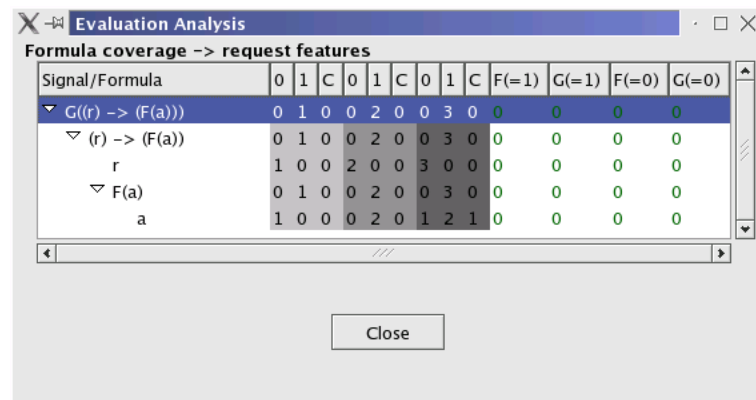 Evaluation Analysis
Formula coverage -> request features
Signal/Formula 0 1 C 0 1 C 0 1 C F(=1) G(=1) F(=0) G(=0)
G((r) -> (F(a))) 0 1 0 0 2 0 0 3 0 0 0 0 0
(r) -> (F(a)) 0 1 0 0 2 0 0 3 0 0 0 0 0
r 1 0 0 2 0 0 3 0 0 0 0 0 0
F(a) 0 1 0 0 2 0 0 3 0 0 0 0 0
a 1 0 0 0 2 0 1 2 1 0 0 0 0
Close